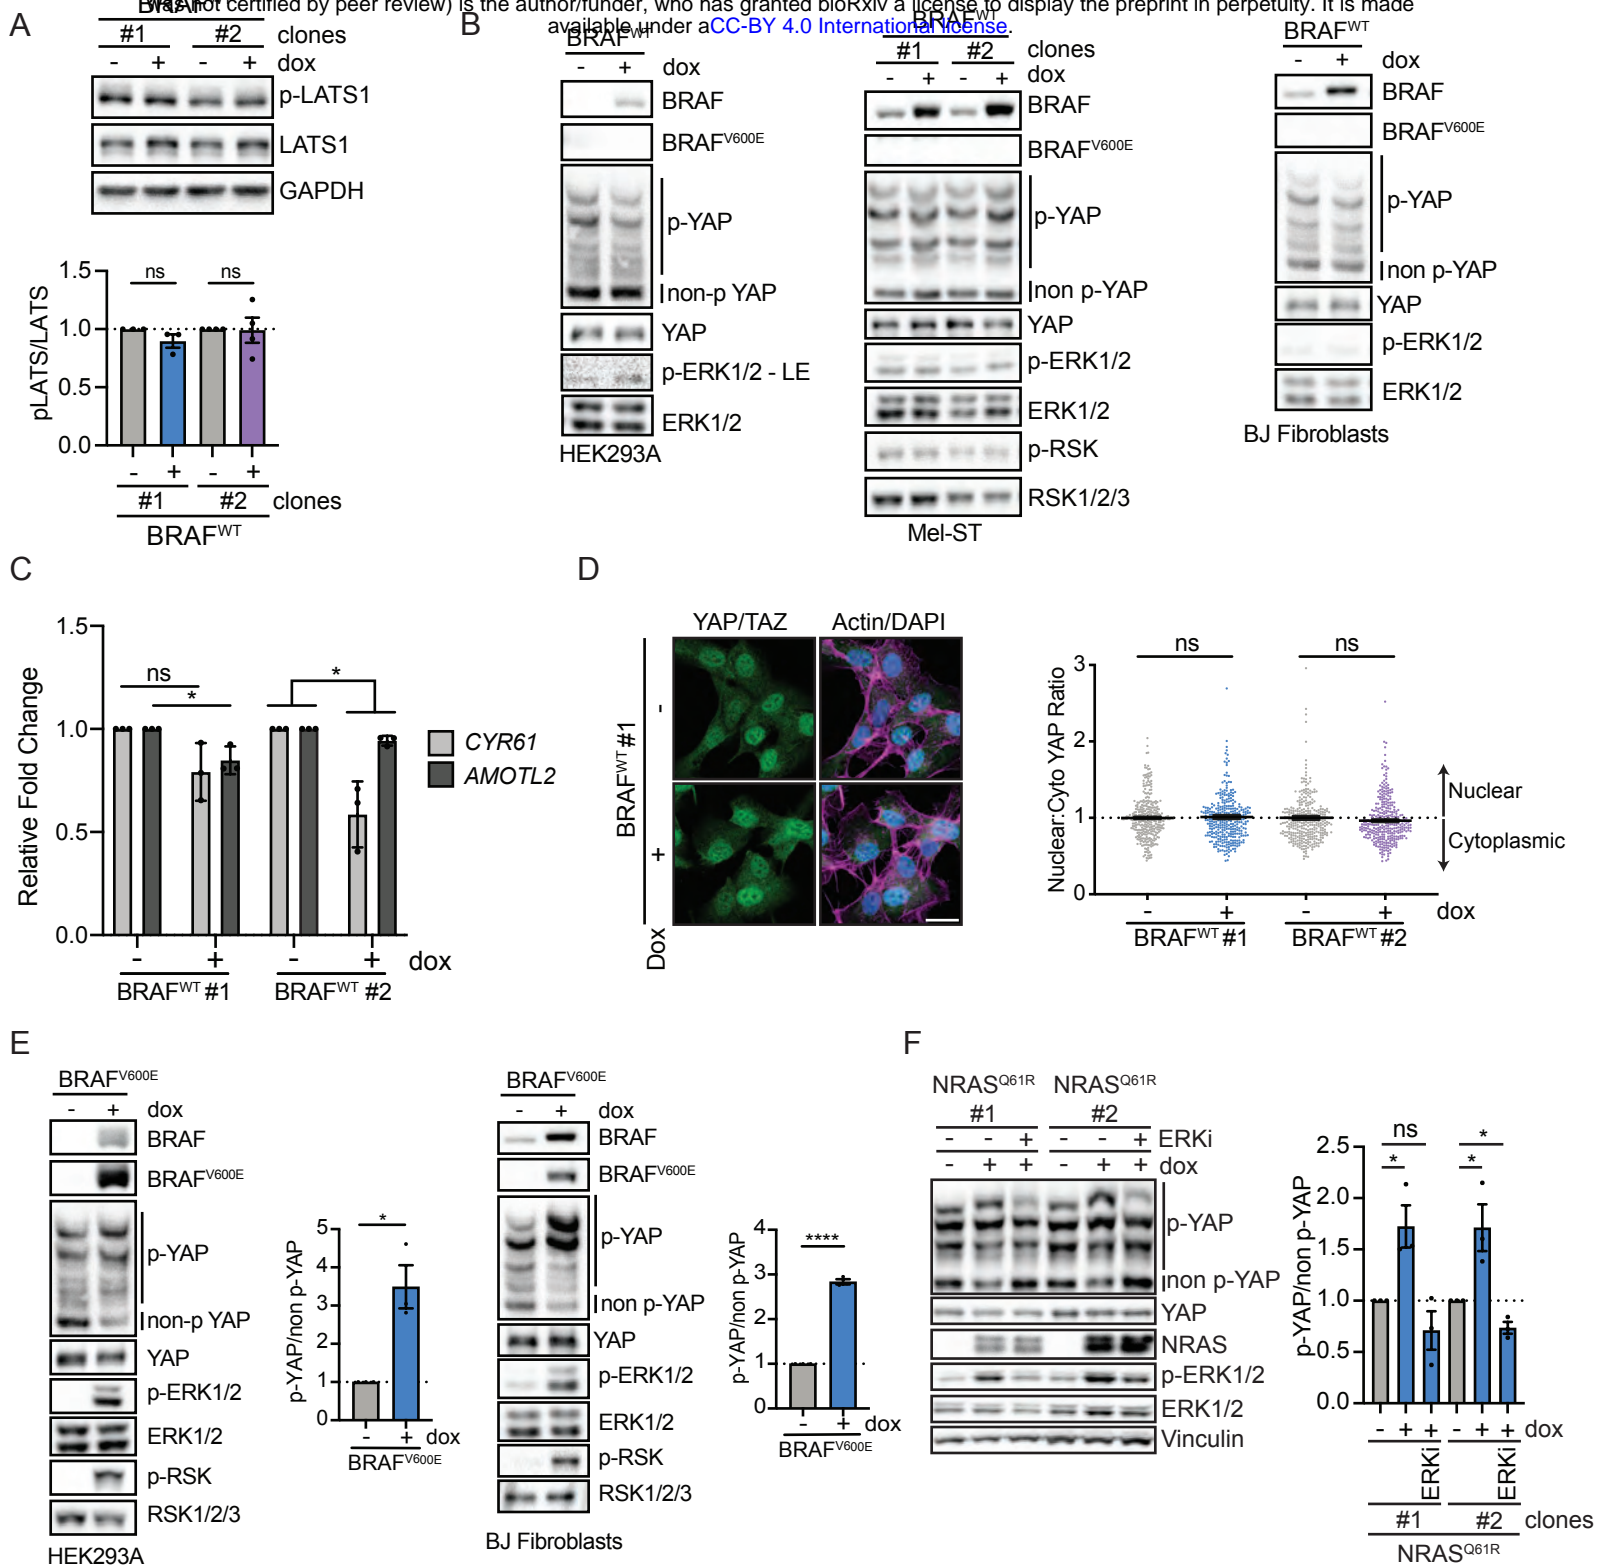 was not certified by peer review) is the author/funder, who has granted bioRxiv a license to display the preprint in perpetuity. It is made
available under aCC-BY 4.0 International license.
A
BRAF
#1 #2 clones
- + - + dox
p-LATS1
LATS1
GAPDH
pLATS/LATS
1.5
1.0
0.5
0.0
ns ns
- + - +
#1 #2 clones
BRAFWT
B
BRAFWT
- + dox
BRAF
BRAFV600E
p-YAP
non-p YAP
YAP
p-ERK1/2 - LE
ERK1/2
HEK293A
BRAFWT
#1 #2 clones
- + - + dox
BRAF
BRAFV600E
p-YAP
non p-YAP
YAP
p-ERK1/2
ERK1/2
p-RSK
RSK1/2/3
Mel-ST
BRAFWT
- + dox
BRAF
BRAFV600E
p-YAP
non p-YAP
YAP
p-ERK1/2
ERK1/2
BJ Fibroblasts
C
Relative Fold Change
1.5
1.0
0.5
0.0
ns
*
*
CYR61
AMOTL2
- + - + dox
BRAFWT #1 BRAFWT #2
D
YAP/TAZ Actin/DAPI
BRAFWT #1
- +
Dox
Nuclear:Cyto YAP Ratio
3
2
1
0
ns ns
Nuclear
Cytoplasmic
- + - + dox
BRAFWT #1 BRAFWT #2
E
BRAFV600E
- + dox
BRAF
BRAFV600E
p-YAP
non-p YAP
YAP
p-ERK1/2
ERK1/2
p-RSK
RSK1/2/3
HEK293A
p-YAP/non p-YAP
5
4
3
2
1
0
*
- + dox
BRAFV600E
BRAFV600E
- + dox
BRAF
BRAFV600E
p-YAP
non p-YAP
YAP
p-ERK1/2
ERK1/2
p-RSK
RSK1/2/3
BJ Fibroblasts
p-YAP/non p-YAP
4
3
2
1
0
****
- + dox
BRAFV600E
F
NRASQ61R NRASQ61R
#1 #2
- - + - - + ERKi
- + + - + + dox
p-YAP
non p-YAP
YAP
NRAS
p-ERK1/2
ERK1/2
Vinculin
p-YAP/non p-YAP
2.5
2.0
1.5
1.0
0.5
0.0
ns *
* *
- + + - + + dox
ERKi ERKi
#1 #2 clones
NRASQ61R